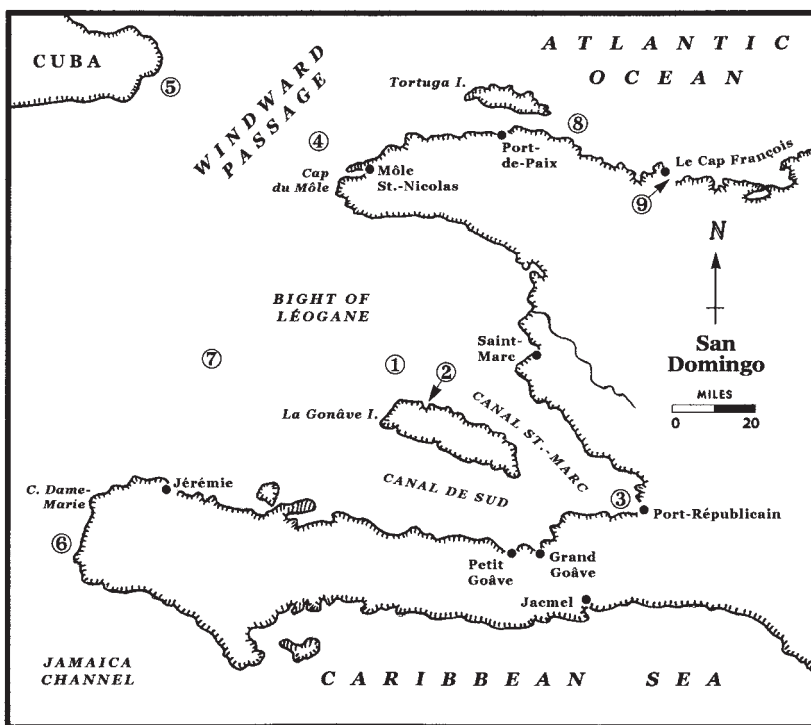 ATLANTIC
OCEAN
CUBA
⑤
WINDWARD
PASSAGE
Tortuga I.
⑧
④
Port-
de-Paix
Cap
du Môle
Môle
St.-Nicolas
Le Cap François
⑨
N
BIGHT OF
LÉOGANE
Saint-
Marc
San
Domingo
MILES
0 20
⑦
①
②
La Gonâve I.
CANAL ST.-MARC
CANAL DE SUD
③
Port-Républicain
C. Dame-
Marie
Jérémie
⑥
Petit
Goâve
Grand
Goâve
Jacmel
JAMAICA
CHANNEL
CARIBBEAN SEA